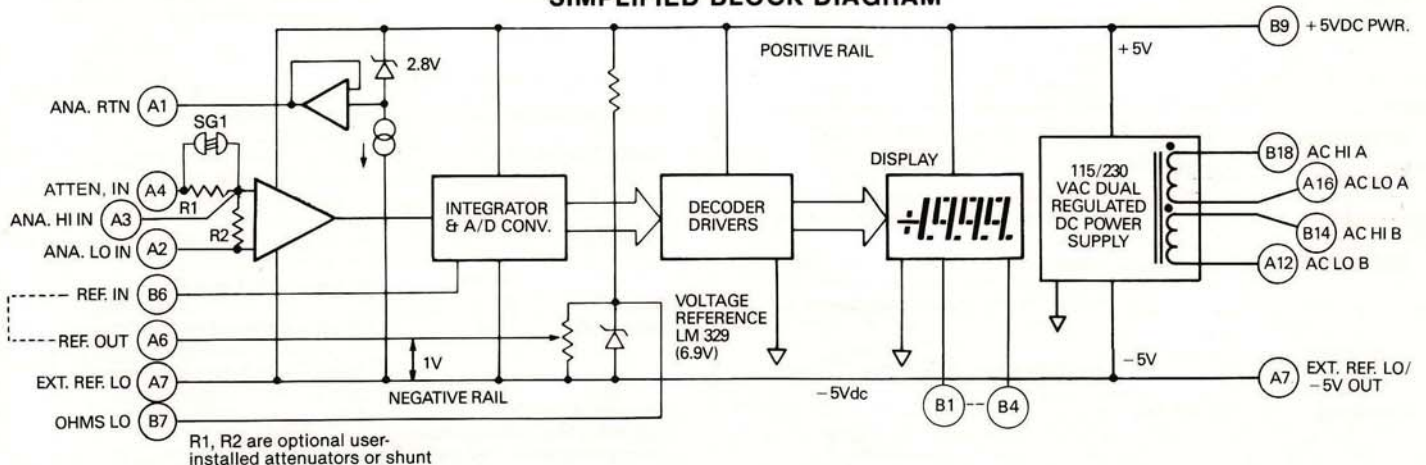 SIMPLIFIED BLOCK DIAGRAM
B9 +5VDC PWR.
POSITIVE RAIL
+5V
2.8V
ANA. RTN A1
SG1
DISPLAY
B18 AC HI A
115/230
VAC DUAL
REGULATED
DC POWER
SUPPLY
A16 AC LO A
ATTEN, IN A4
R1
INTEGRATOR
& A/D CONV.
DECODER
DRIVERS
ANA. HI IN A3
R2
B14 AC HI B
ANA. LO IN A2
A12 AC LO B
REF. IN B6
VOLTAGE
REFERENCE
LM 329
(6.9V)
REF. OUT A6
1V
-5V
EXT. REF. LO A7
NEGATIVE RAIL
-5Vdc
A7 EXT. REF. LO/
-5V OUT
B1 -- B4
OHMS LO B7
R1, R2 are optional user-
installed attenuators or shunt